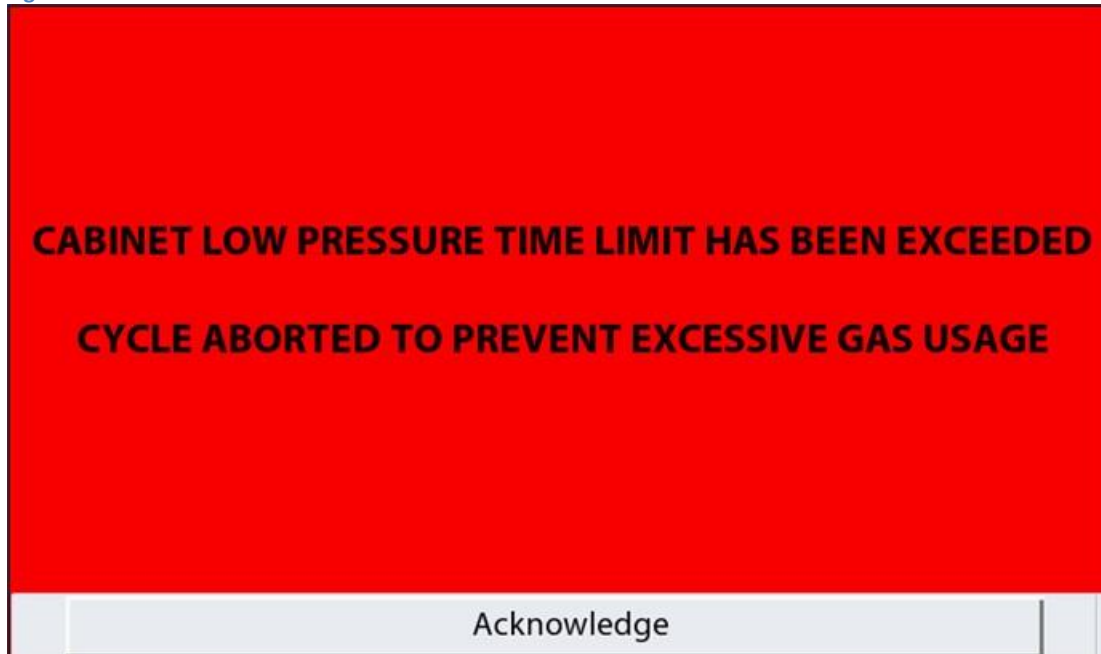 CABINET LOW PRESSURE TIME LIMIT HAS BEEN EXCEEDED
CYCLE ABORTED TO PREVENT EXCESSIVE GAS USAGE
Acknowledge